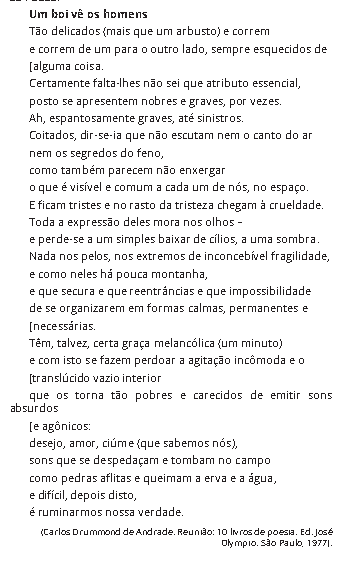 Um boi vê os homens
Tão delicados (mais que um arbusto) e correm
e correm de um para o outro lado, sempre esquecidos de
[alguma coisa.
Certamente falta-lhes não sei que atributo essencial,
posto se apresentem nobres e graves, por vezes.
Ah, espantosamente graves, até sinistros.
Coitados, dir-se-ia que não escutam nem o canto do ar
nem os segredos do feno,
como também parecem não enxergar
o que é visível e comum a cada um de nós, no espaço.
E ficam tristes e no rasto da tristeza chegam à crueldade.
Toda a expressão deles mora nos olhos –
e perde-se a um simples baixar de cílios, a uma sombra.
Nada nos pelos, nos extremos de inconcebível fragilidade,
e como neles há pouca montanha,
e que secura e que reentrâncias e que impossibilidade
de se organizarem em formas calmas, permanentes e
[necessárias.
Têm, talvez, certa graça melancólica (um minuto)
e com isto se fazem perdoar a agitação incômoda e o
[translúcido vazio interior
que os torna tão pobres e carecidos de emitir sons
absurdos
[e agônicos:
desejo, amor, ciúme (que sabemos nós),
sons que se despedaçam e tombam no campo
como pedras aflitas e queimam a erva e a água,
e difícil, depois disto,
é ruminarmos nossa verdade.
(Carlos Drummond de Andrade. Reunião: 10 livros de poesia. Ed. José
Olympio. São Paulo, 1977).